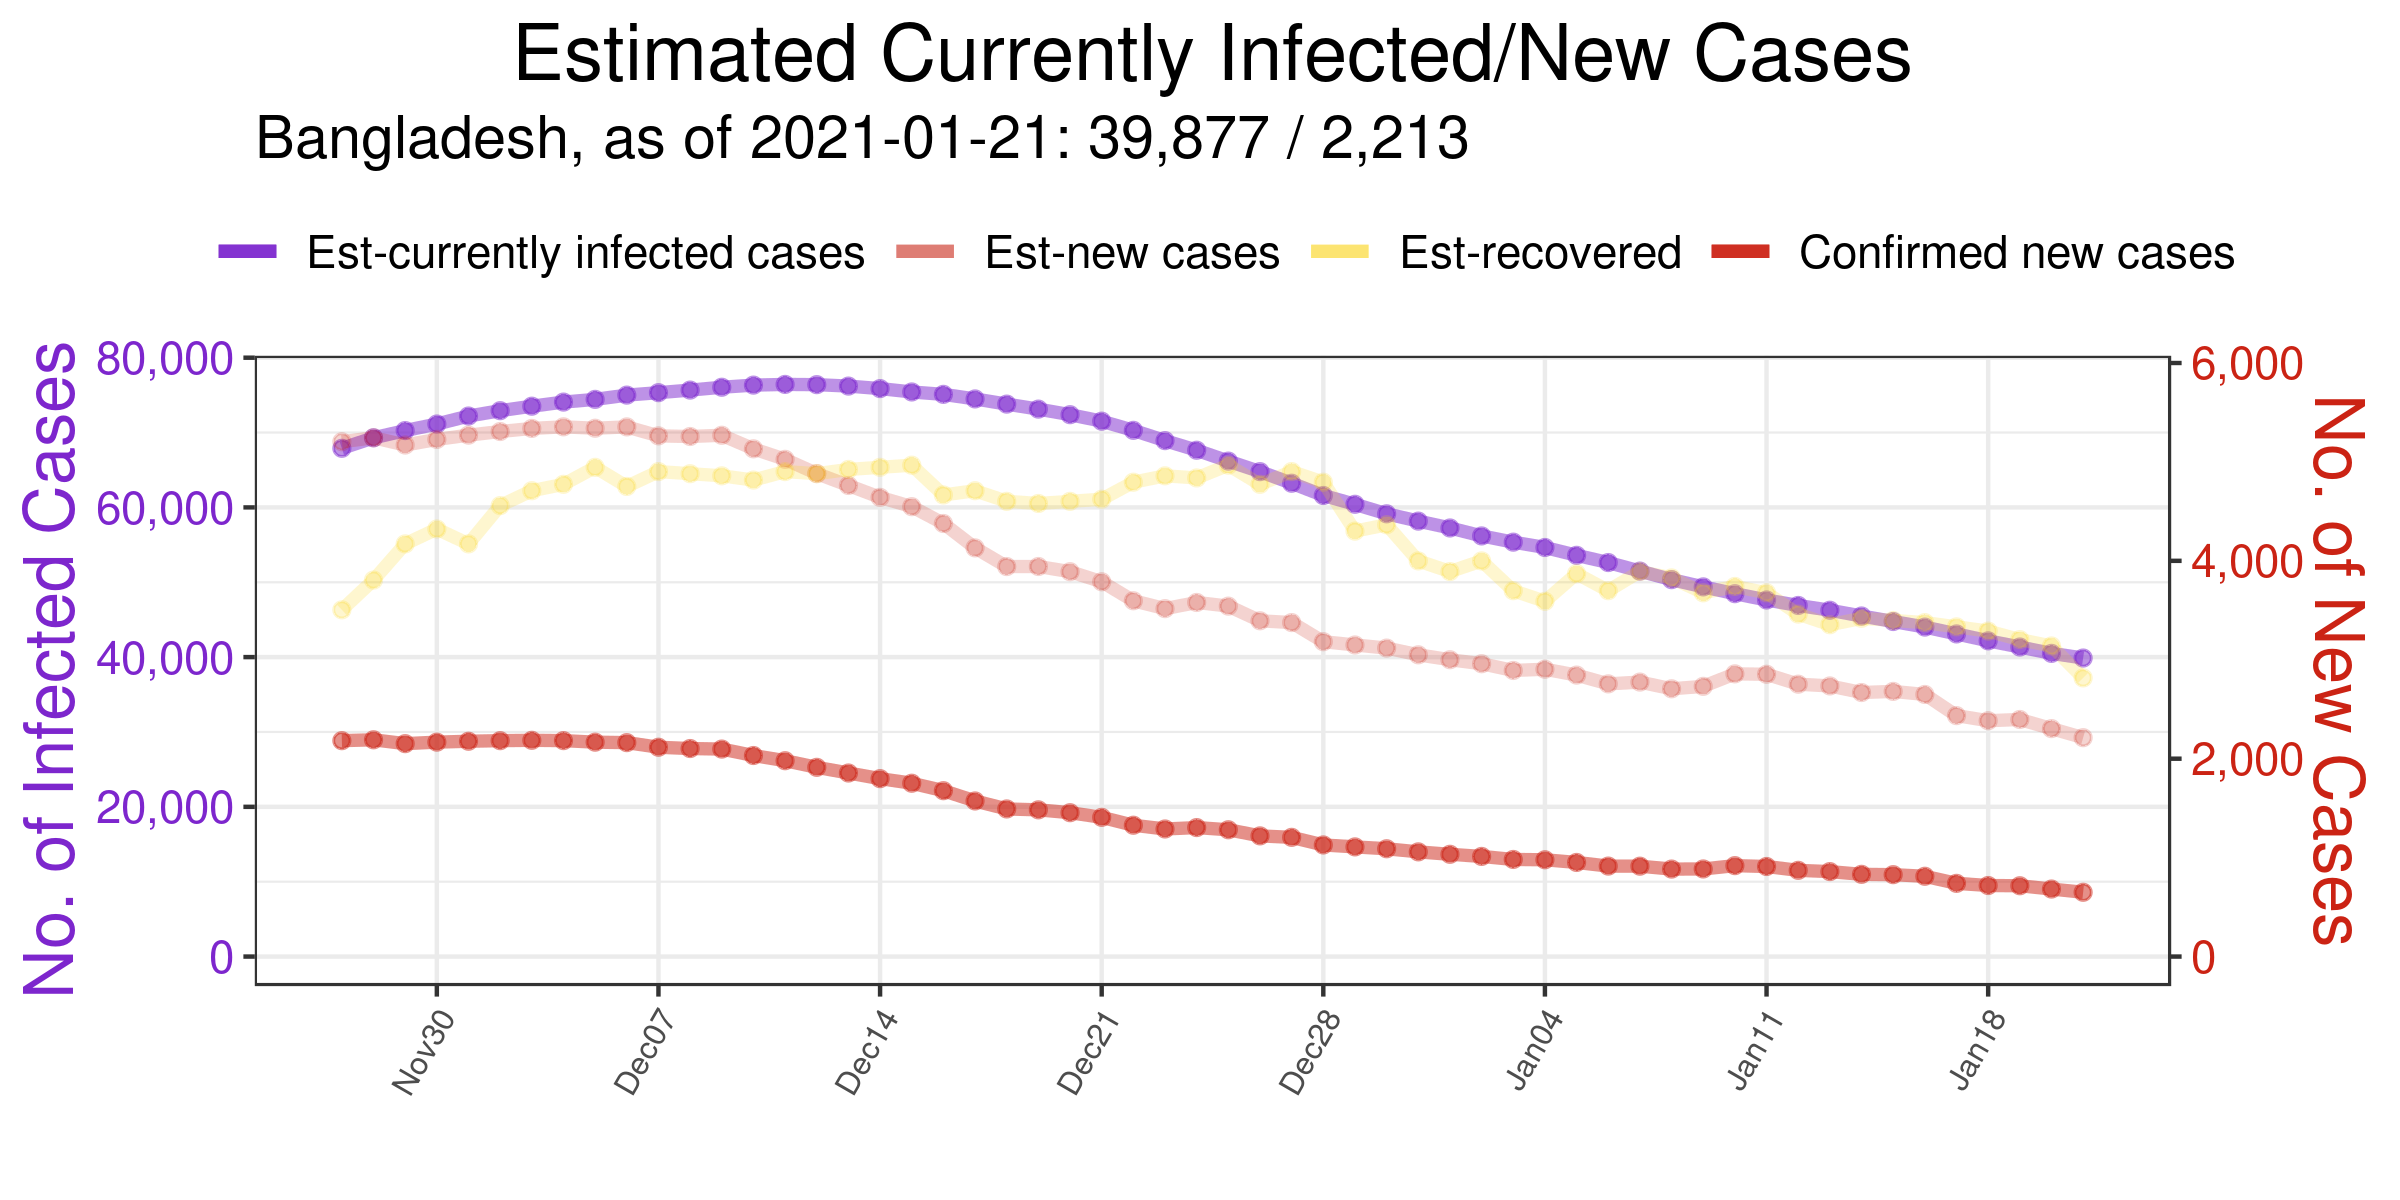 Estimated Currently Infected/New Cases
Bangladesh, as of 2021-01-21: 39,877 / 2,213
Est-currently infected cases Est-new cases Est-recovered Confirmed new cases
No. of Infected Cases
80,000
60,000
40,000
20,000
0
6,000
4,000
2,000
0
No. of New Cases
Nov30 Dec07 Dec14 Dec21 Dec28 Jan04 Jan11 Jan18